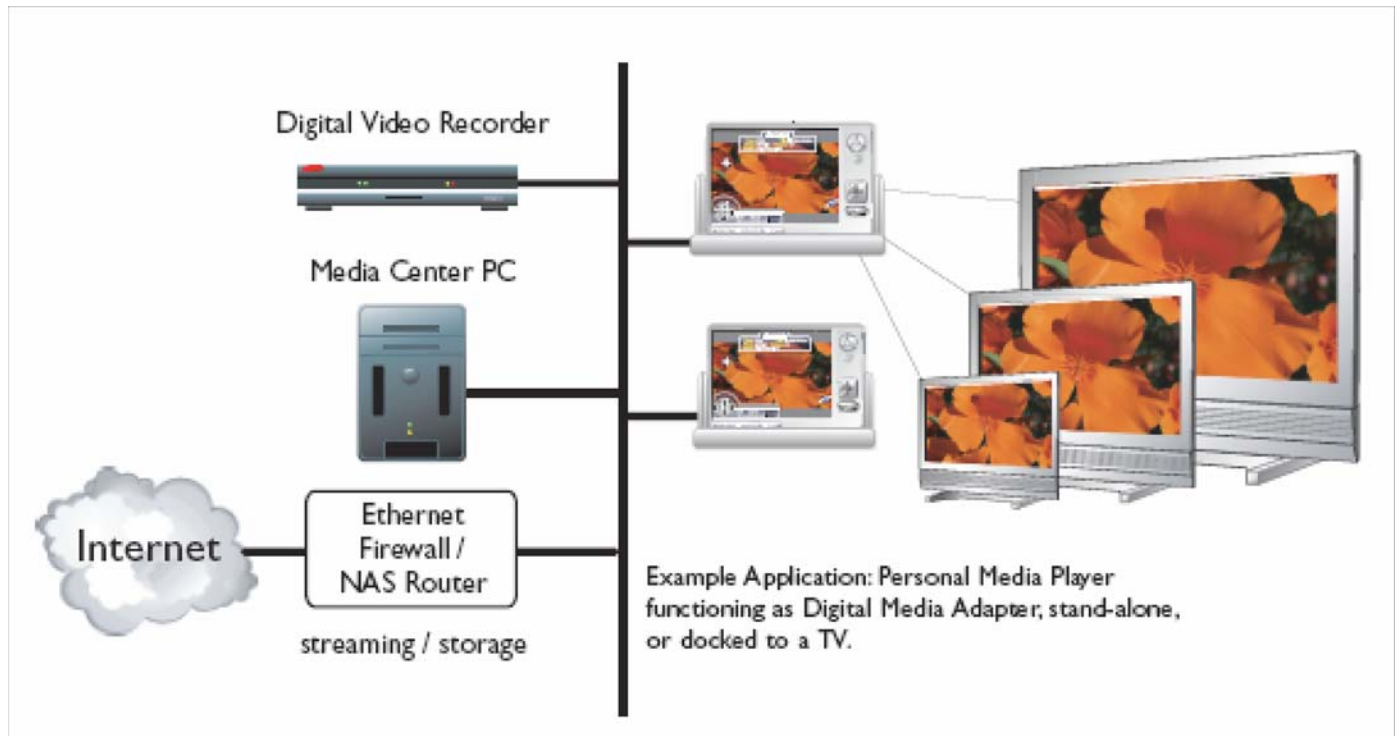 Digital Video Recorder
Media Center PC
Internet
Ethernet
Firewall /
NAS Router
streaming / storage
Example Application: Personal Media Player
functioning as Digital Media Adapter, stand-alone,
or docked to a TV.